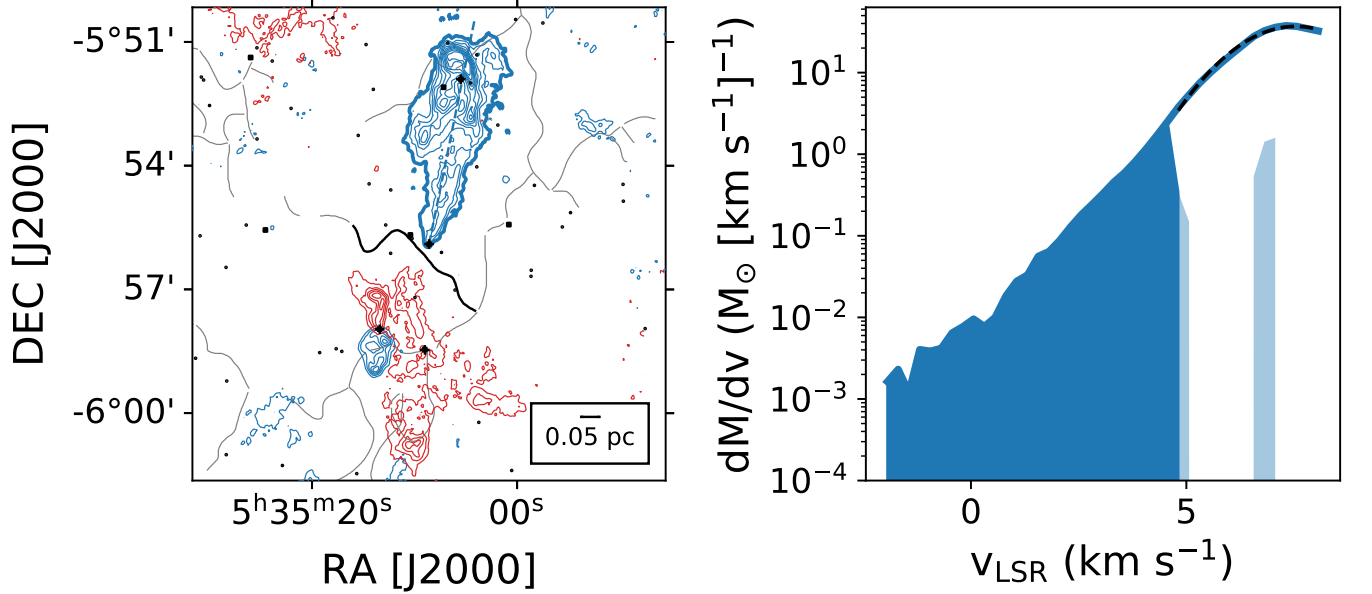 -5°51'
54'
57'
-6°00'
DEC [J2000]
5ʰ35ᵐ20ˢ
00ˢ
RA [J2000]
0.05 pc
10¹
10⁰
10⁻¹
10⁻²
10⁻³
10⁻⁴
dM/dv (M☉ [km s⁻¹]⁻¹)
0
5
v_LSR (km s⁻¹)